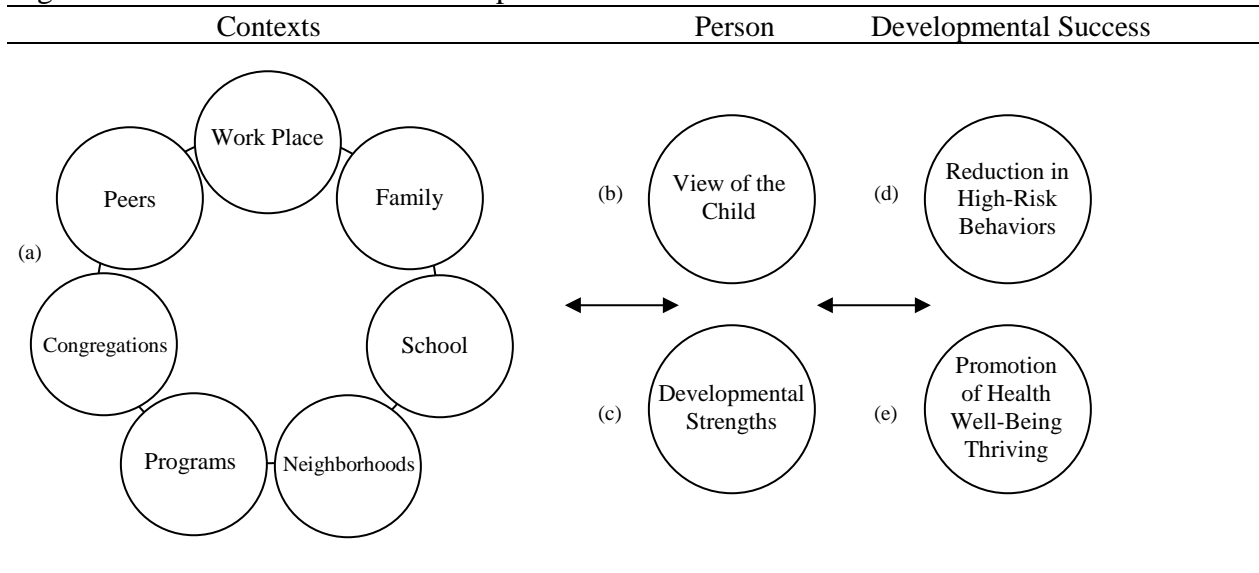 Contexts Person Developmental Success
Work Place
Peers
Family
(a)
Congregations
School
Programs
Neighborhoods
(b)
View of the
Child
(c)
Developmental
Strengths
(d)
Reduction in
High-Risk
Behaviors
(e)
Promotion
of Health
Well-Being
Thriving